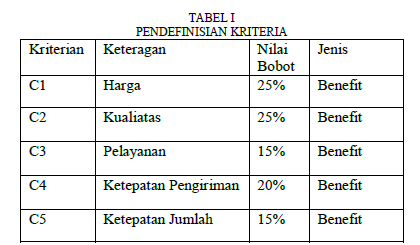 TABEL I
PENDEFINISIAN KRITERIA
Kriterian Keteragan Nilai Bobot Jenis
C1 Harga 25% Benefit
C2 Kualiatas 25% Benefit
C3 Pelayanan 15% Benefit
C4 Ketepatan Pengiriman 20% Benefit
C5 Ketepatan Jumlah 15% Benefit